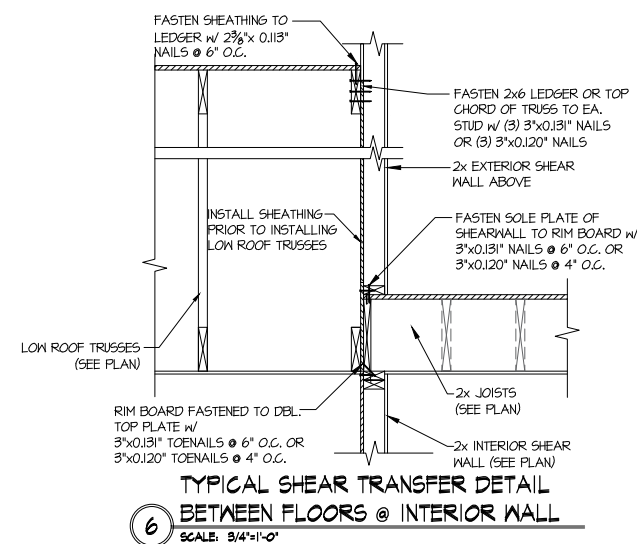 FASTEN SHEATHING TO
LEDGER w/ 2⅜"x 0.113"
NAILS @ 6" O.C.
FASTEN 2x6 LEDGER OR TOP
CHORD OF TRUSS TO EA.
STUD w/ (3) 3"x0.131" NAILS
OR (3) 3"x0.120" NAILS
2x EXTERIOR SHEAR
WALL ABOVE
INSTALL SHEATHING
PRIOR TO INSTALLING
LOW ROOF TRUSSES
FASTEN SOLE PLATE OF
SHEARWALL TO RIM BOARD w/
3"x0.131" NAILS @ 6" O.C. OR
3"x0.120" NAILS @ 4" O.C.
LOW ROOF TRUSSES
(SEE PLAN)
RIM BOARD FASTENED TO DBL.
TOP PLATE w/
3"x0.131" TOENAILS @ 6" O.C. OR
3"x0.120" TOENAILS @ 4" O.C.
2x JOISTS
(SEE PLAN)
2x INTERIOR SHEAR
WALL (SEE PLAN)
TYPICAL SHEAR TRANSFER DETAIL
6 BETWEEN FLOORS @ INTERIOR WALL
SCALE: 3/4"=1'-0"